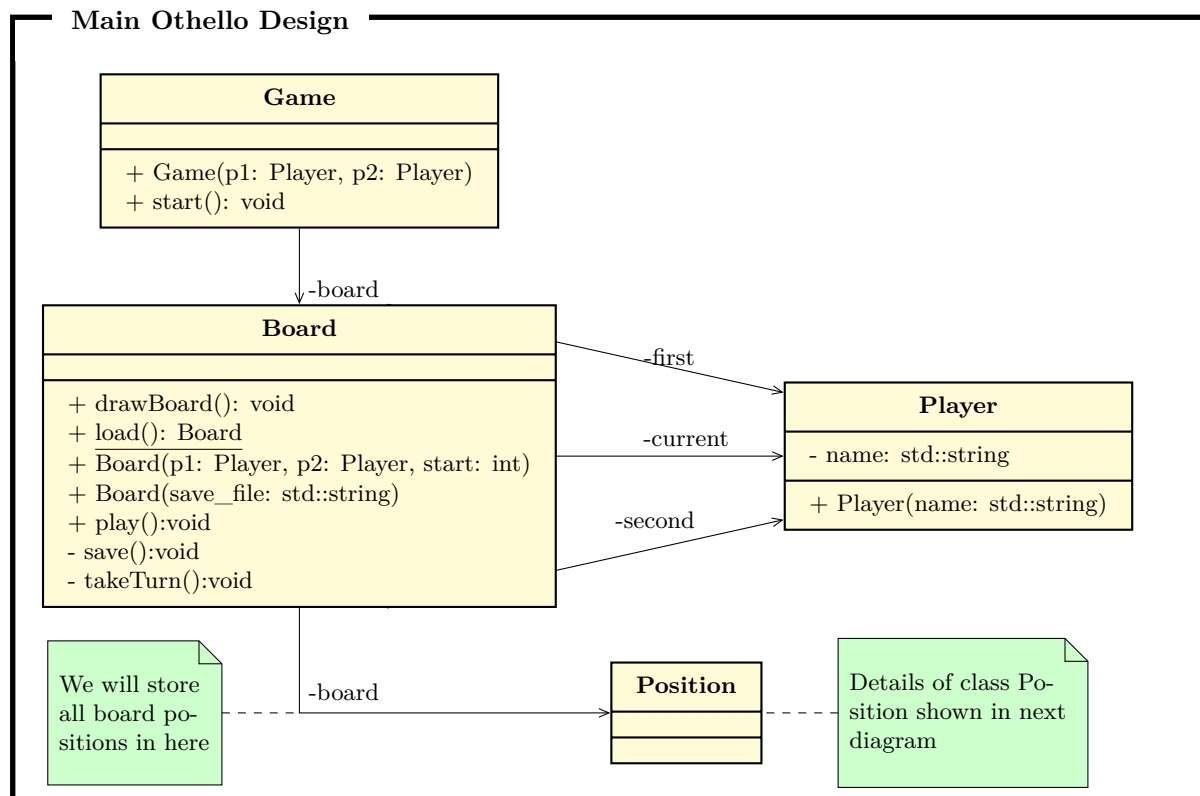 Main Othello Design
Game
+ Game(p1: Player, p2: Player)
+ start(): void
-board
Board
+ drawBoard(): void
+ load(): Board
+ Board(p1: Player, p2: Player, start: int)
+ Board(save_file: std::string)
+ play():void
- save():void
- takeTurn():void
-first
-current
-second
Player
- name: std::string
+ Player(name: std::string)
We will store
all board po-
sitions in here
-board
Position
Details of class Po-
sition shown in next
diagram